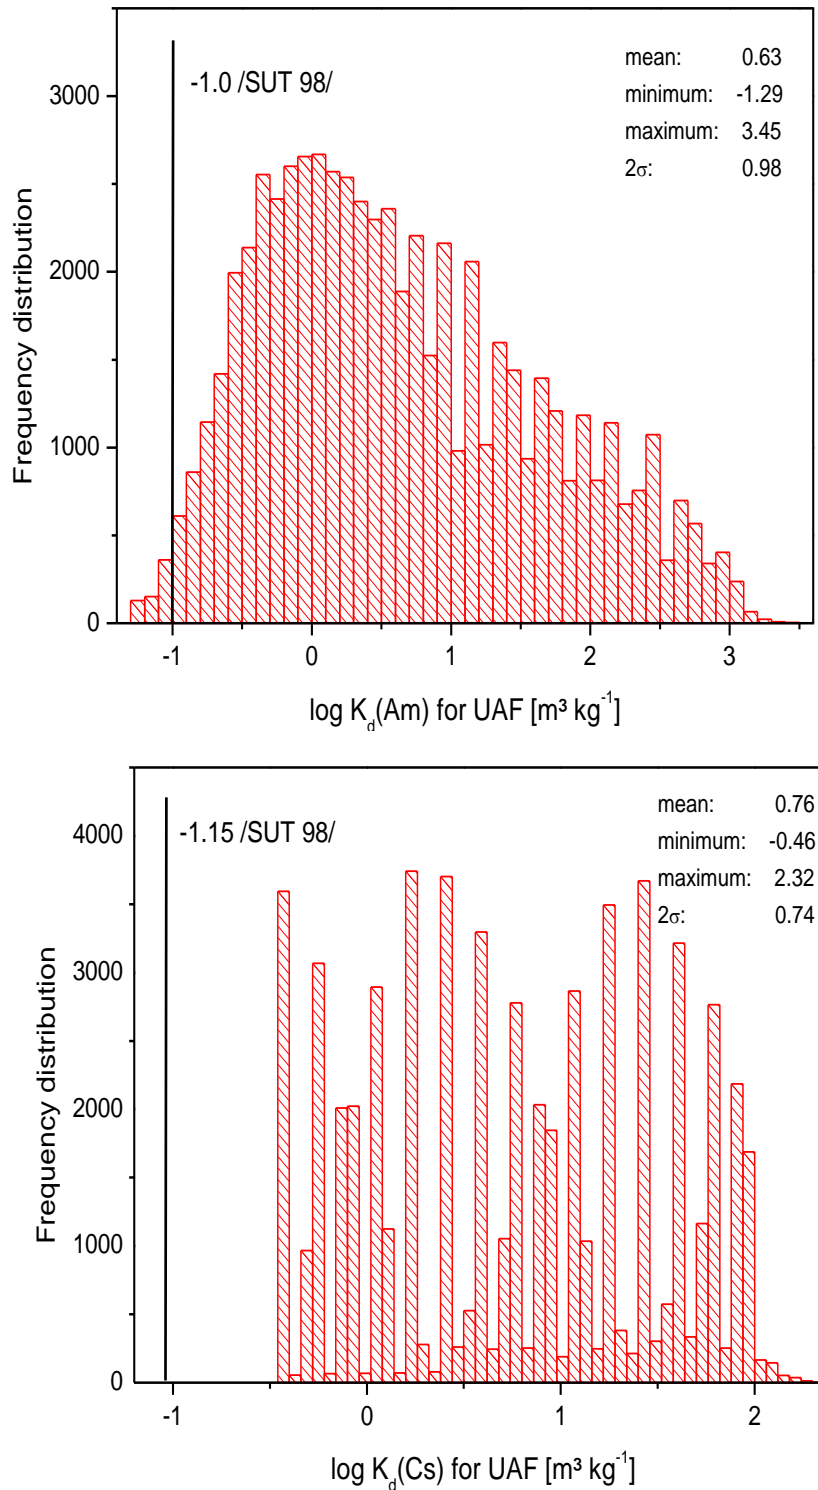 -1.0 /SUT 98/
mean: 0.63
minimum: -1.29
maximum: 3.45
2σ: 0.98
Frequency distribution
3000
2000
1000
0
-1 0 1 2 3
log K_d(Am) for UAF [m³ kg⁻¹]
-1.15 /SUT 98/
mean: 0.76
minimum: -0.46
maximum: 2.32
2σ: 0.74
Frequency distribution
4000
3000
2000
1000
0
-1 0 1 2
log K_d(Cs) for UAF [m³ kg⁻¹]